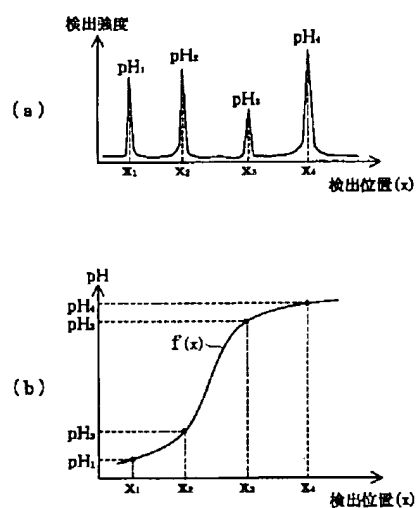 (a)
検出強度
pH₁
pH₂
pH₃
pH₄
X₁
X₂
X₃
X₄
検出位置(x)
(b)
pH
pH₄
pH₃
pH₃
pH₁
f(x)
X₁
X₂
X₃
X₄
検出位置(x)